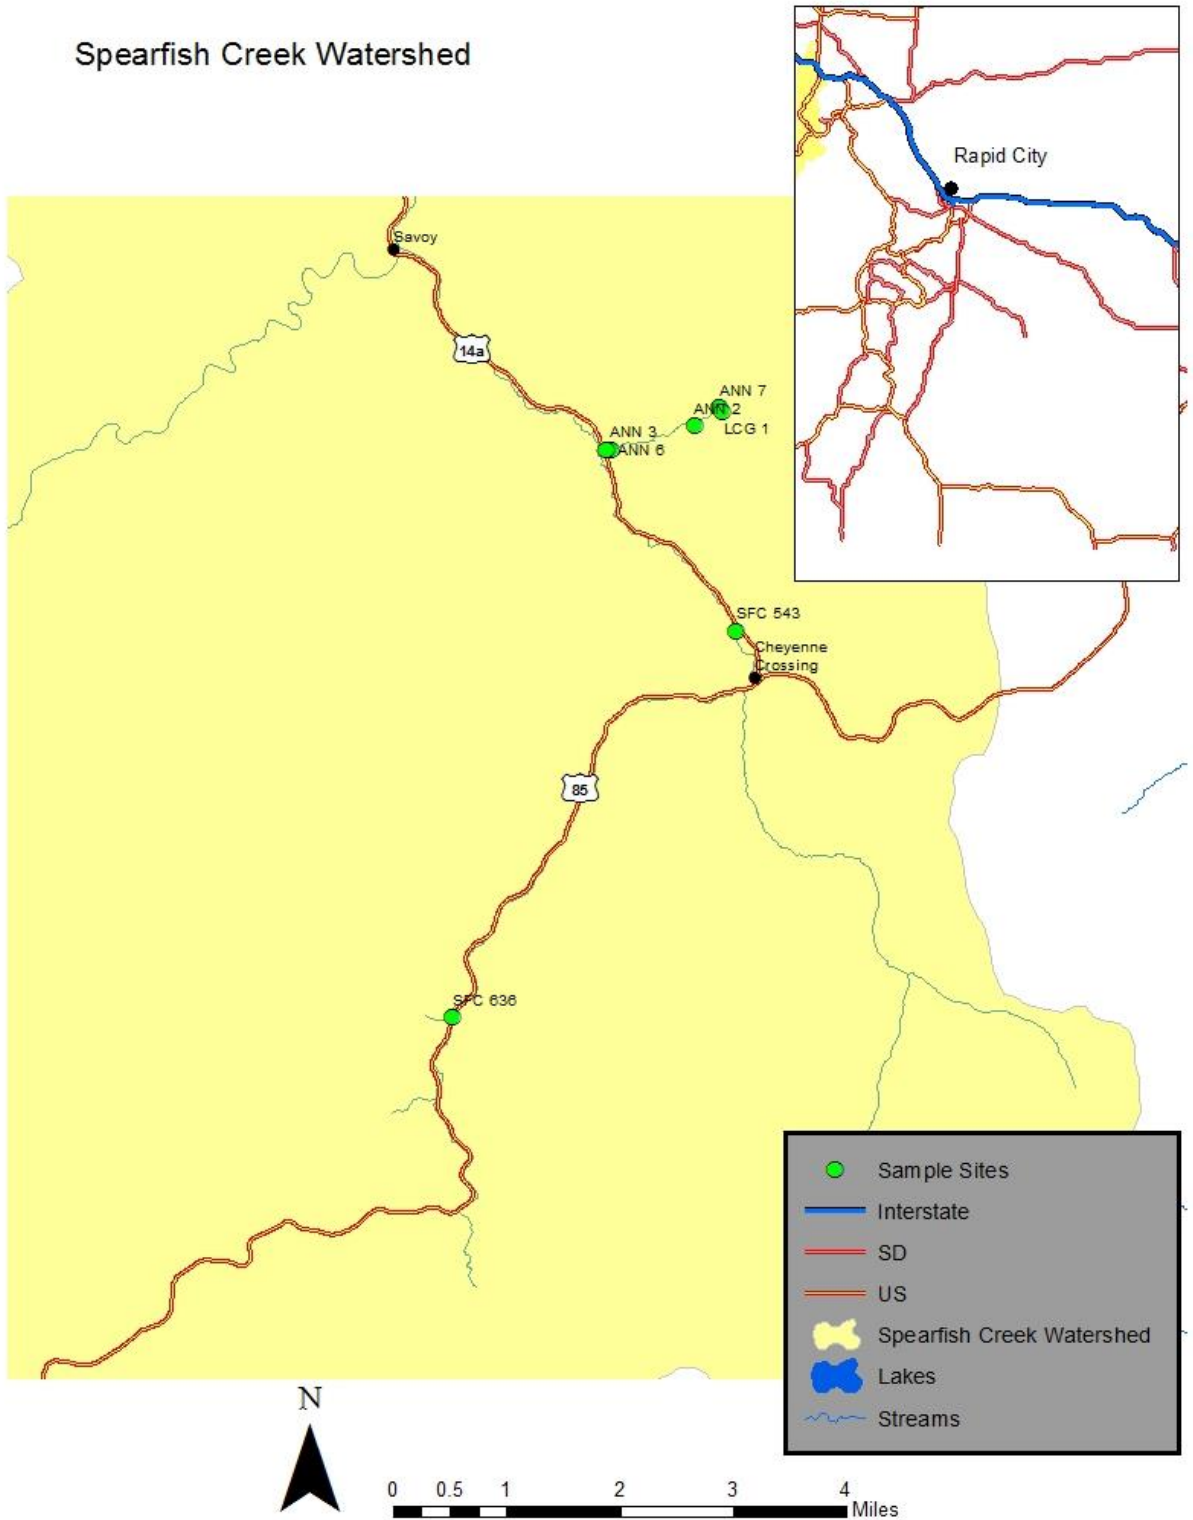 Spearfish Creek Watershed
Rapid City
Savoy
14a
ANN 7
ANN 2
LCG 1
ANN 3
ANN 6
SFC 543
Cheyenne
Crossing
85
SFC 636
Sample Sites
Interstate
SD
US
Spearfish Creek Watershed
Lakes
Streams
N
0 0.5 1 2 3 4
Miles